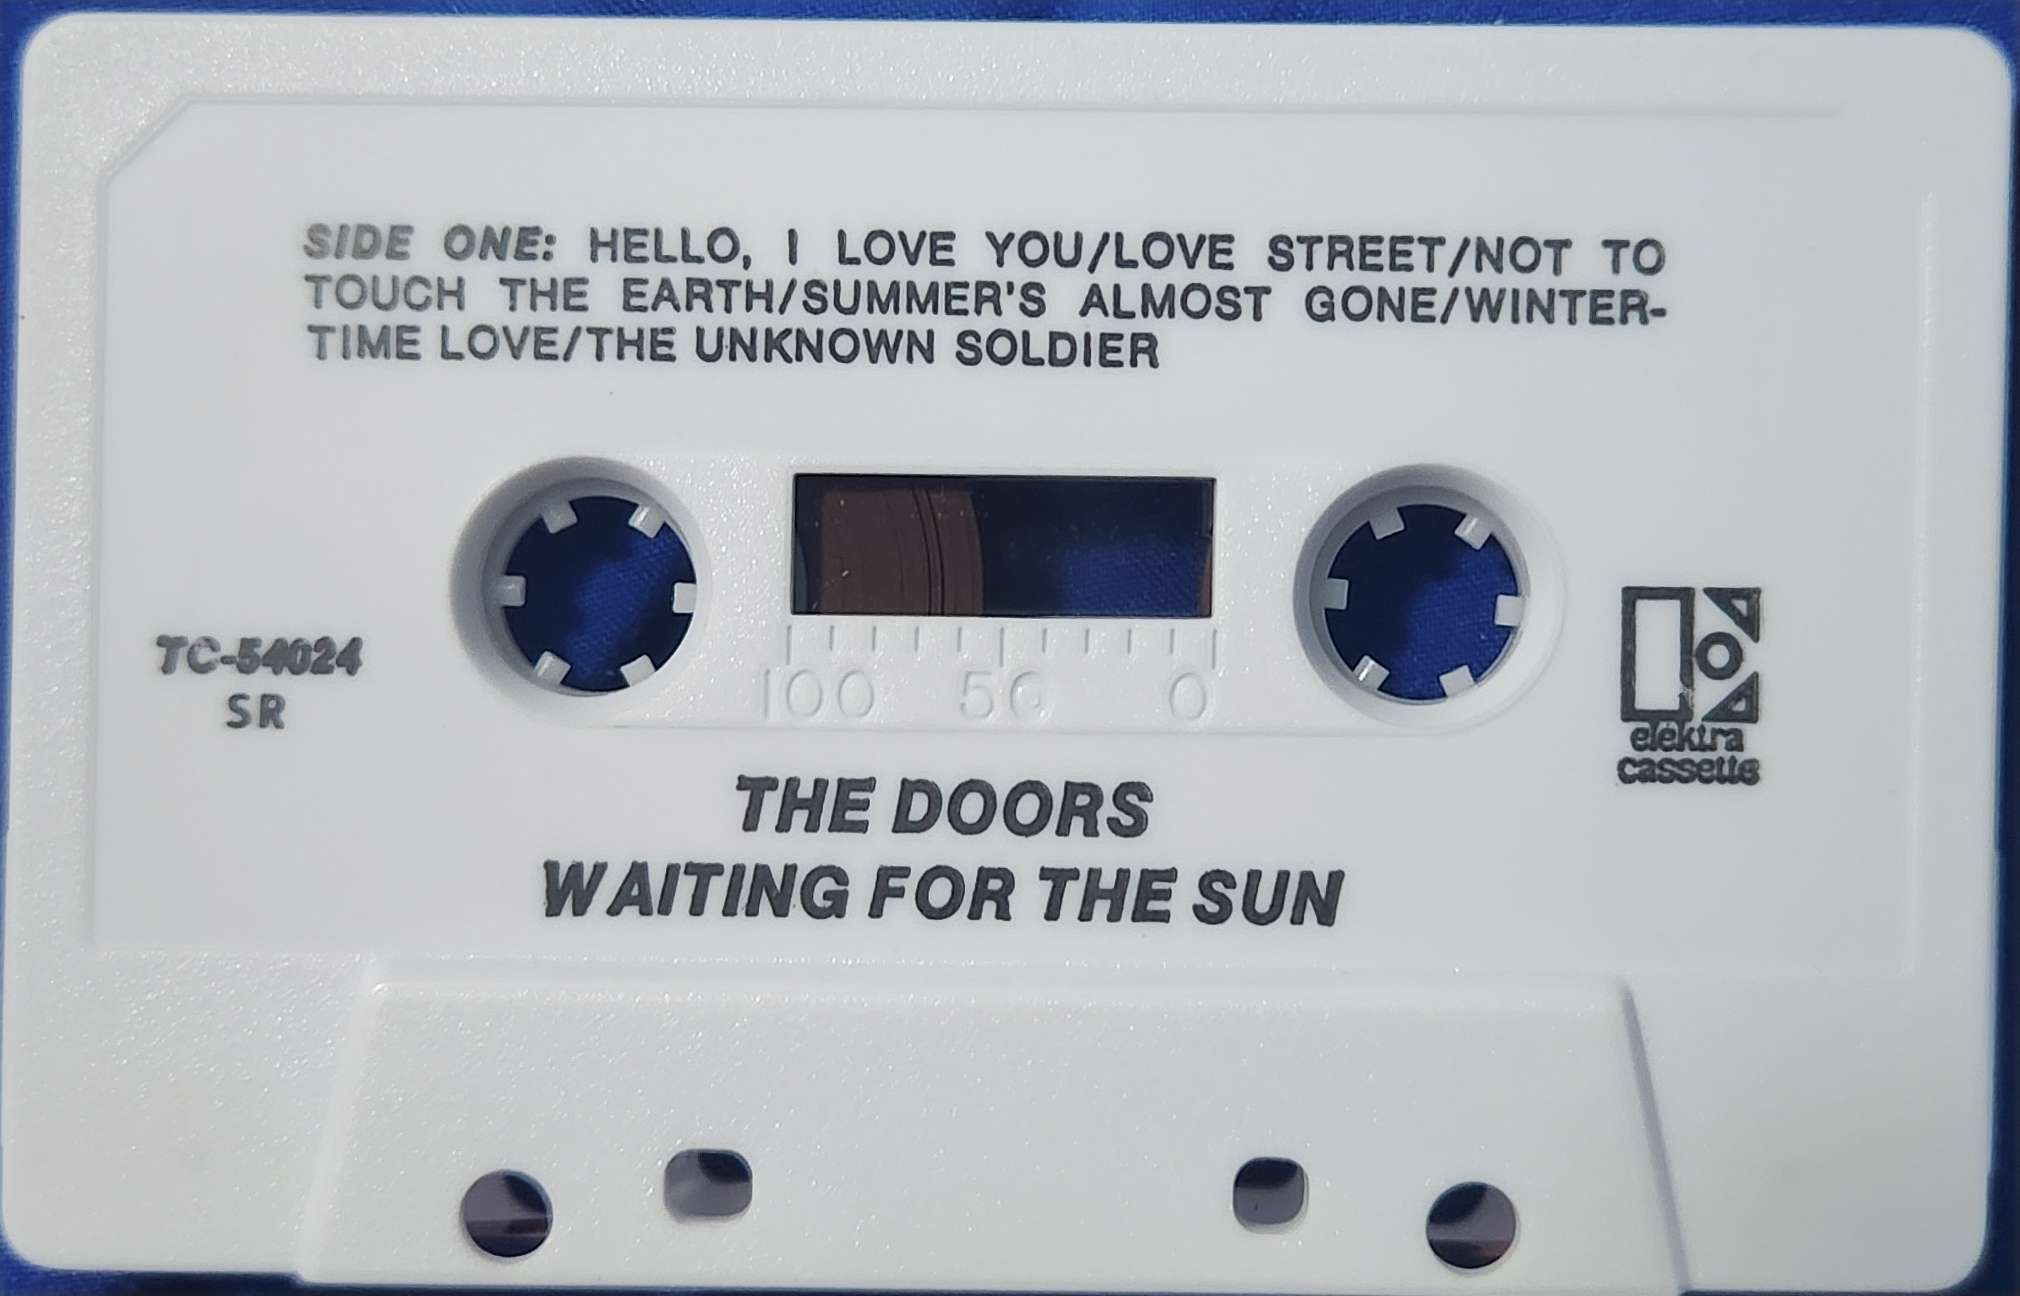 SIDE ONE: HELLO, I LOVE YOU/LOVE STREET/NOT TO
TOUCH THE EARTH/SUMMER'S ALMOST GONE/WINTER-
TIME LOVE/THE UNKNOWN SOLDIER
TC-54024
SR
100 50 0
elektra
cassette
THE DOORS
WAITING FOR THE SUN